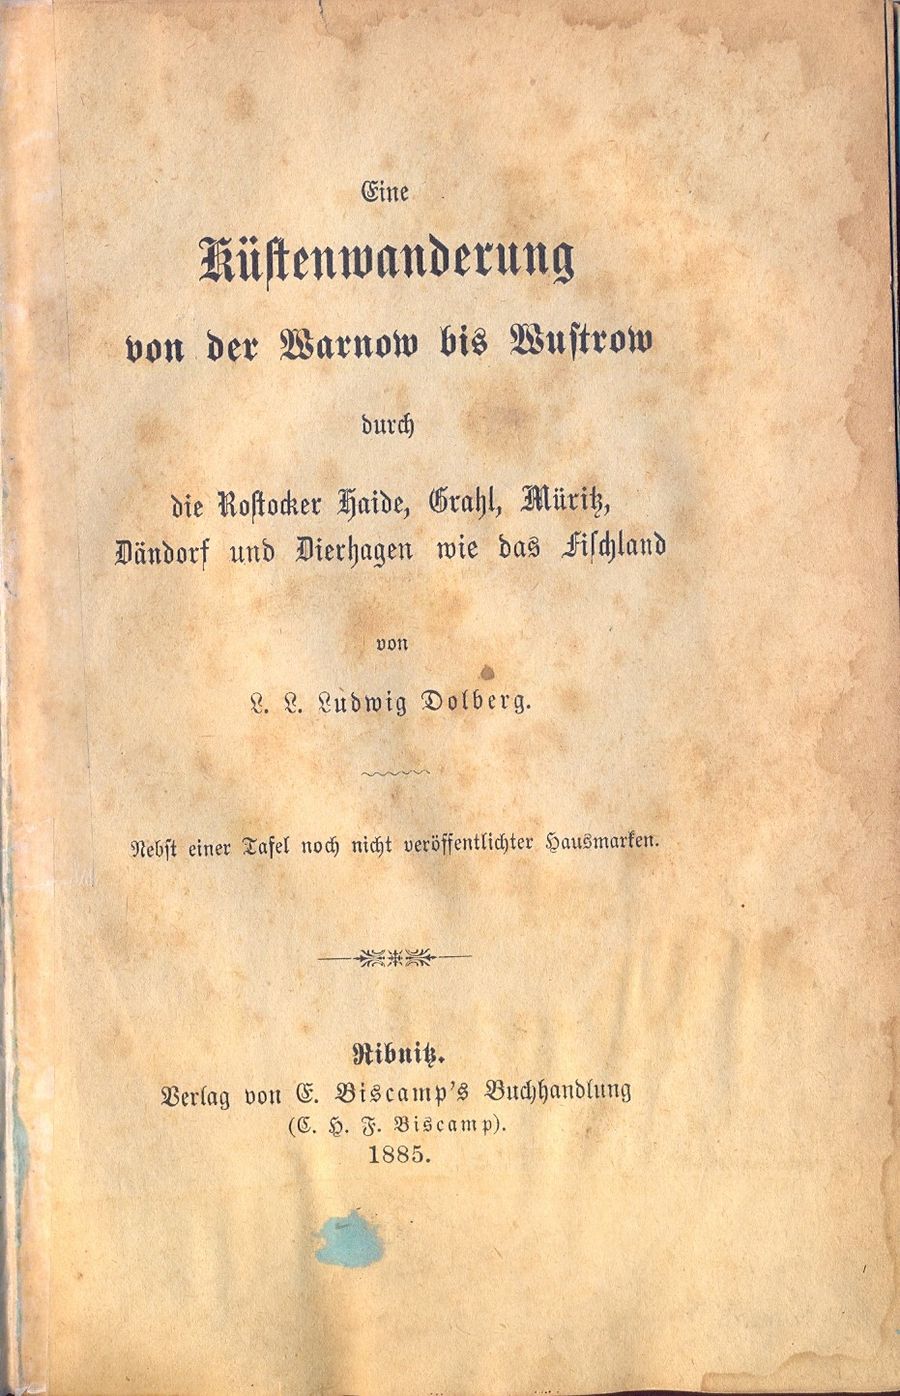 Eine
Küstenwanderung
von der Warnow bis Wustrow
durch
die Rostocker Haide, Grahl, Müritz,
Dändorf und Dierhagen wie das Fischland
von
L. L. Ludwig Dolberg.
Nebst einer Tafel noch nicht veröffentlichter Hausmarken.
Ribnitz.
Verlag von E. Biscamp's Buchhandlung
(C. H. F. Biscamp).
1885.